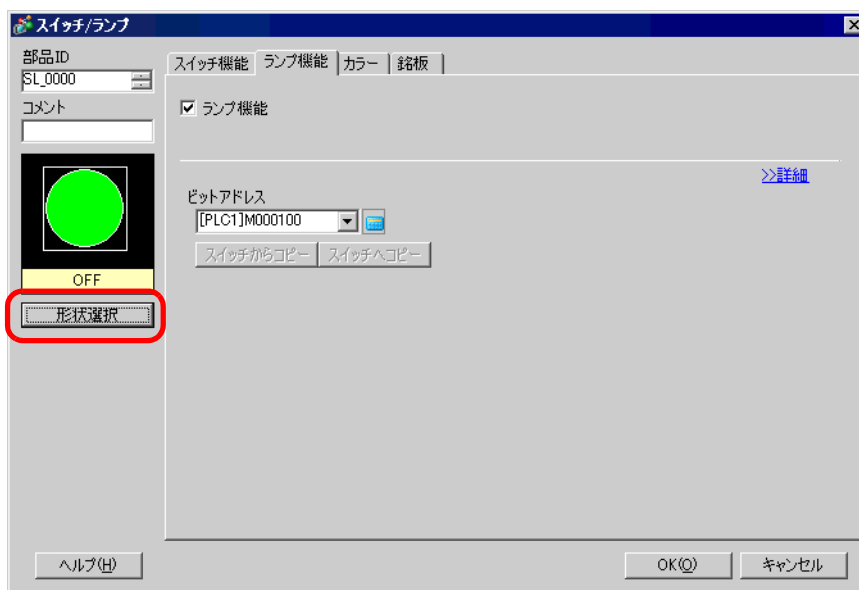 スイッチ/ランプ
部品ID
SL_0000
コメント
OFF
形状選択
スイッチ機能 ランプ機能 カラー 銘板
ランプ機能
>>詳細
ビットアドレス
[PLC1]M000100
スイッチからコピー スイッチへコピー
ヘルプ(H) OK(O) キャンセル